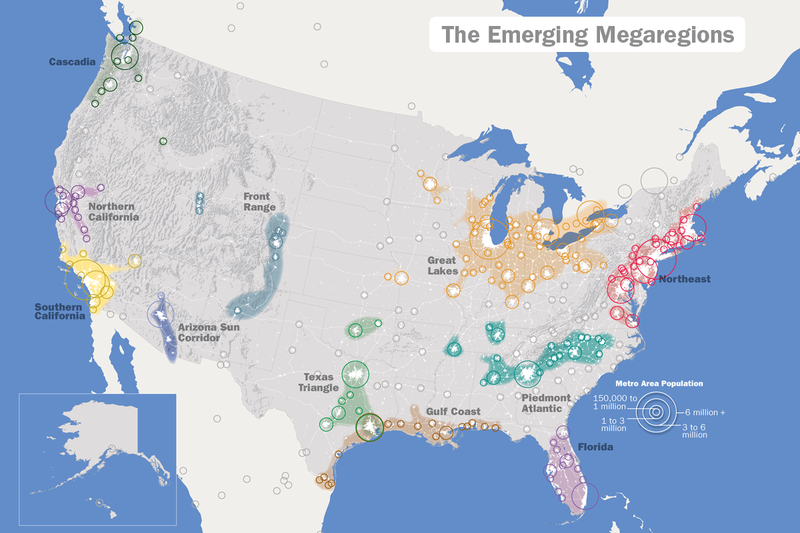 The Emerging Megaregions
Cascadia
Northern
California
Front
Range
Great
Lakes
Northeast
Southern
California
Arizona Sun
Corridor
Texas
Triangle
Gulf Coast
Piedmont
Atlantic
Florida
Metro Area Population
150,000 to
1 million
6 million +
1 to 3
million
3 to 6
million